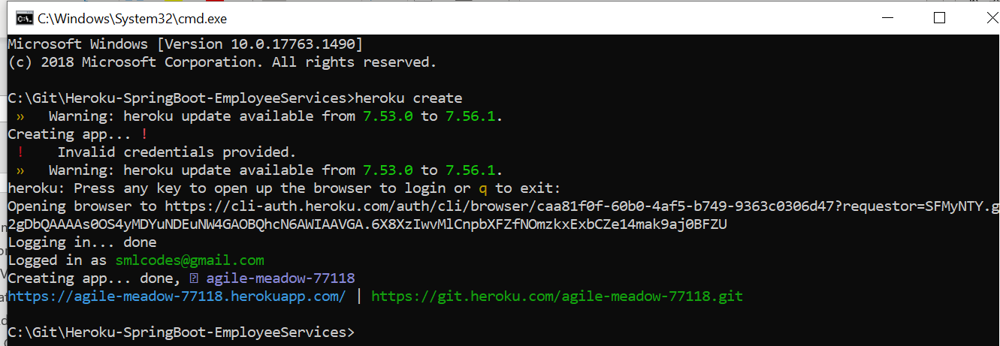 C:\Windows\System32\cmd.exe
Microsoft Windows [Version 10.0.17763.1490]
(c) 2018 Microsoft Corporation. All rights reserved.
C:\Git\Heroku-SpringBoot-EmployeeServices>heroku create
»   Warning: heroku update available from 7.53.0 to 7.56.1.
Creating app... !
!    Invalid credentials provided.
»   Warning: heroku update available from 7.53.0 to 7.56.1.
heroku: Press any key to open up the browser to login or q to exit:
Opening browser to https://cli-auth.heroku.com/auth/cli/browser/caa81f0f-60b0-4af5-b749-9363c0306d47?requestor=SFMyNTY.g
2gDbQAAAAs0OS4yMDYuNDEuNW4GAOBQhcN6AWIAAVGA.6X8XzIwvMlCnpbXFZfNOmzkxExbCZe14mak9aj0BFZU
Logging in... done
Logged in as smlcodes@gmail.com
Creating app... done, agile-meadow-77118
https://agile-meadow-77118.herokuapp.com/ | https://git.heroku.com/agile-meadow-77118.git
C:\Git\Heroku-SpringBoot-EmployeeServices>